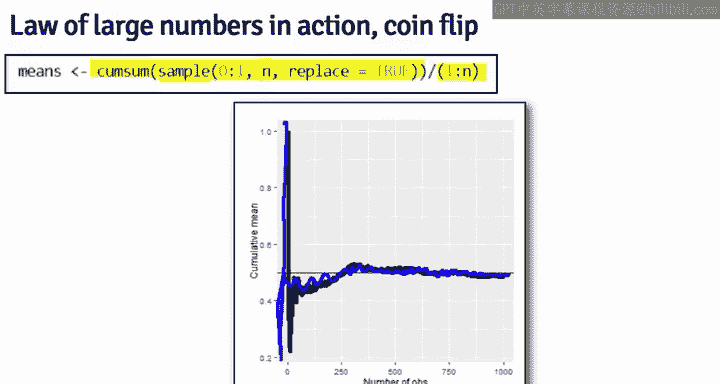 Law of large numbers in action, coin flip
means <- cumsum(sample(0:1, n, replace = TRUE))/(1:n)
1.0
0.8
0.6
0.4
0.2
Cumulative mean
0 250 500 750 1000
Number of obs